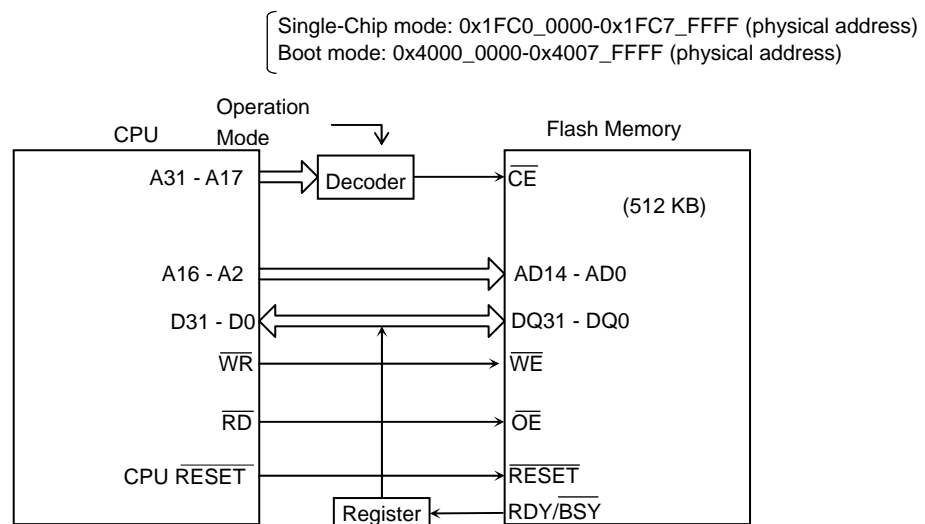 Single-Chip mode: 0x1FC0_0000-0x1FC7_FFFF (physical address)
Boot mode: 0x4000_0000-0x4007_FFFF (physical address)
Operation
Mode
CPU
Flash Memory
A31 - A17
Decoder
CE
(512 KB)
A16 - A2
AD14 - AD0
D31 - D0
DQ31 - DQ0
WR
WE
RD
OE
CPU RESET
RESET
Register
RDY/BSY